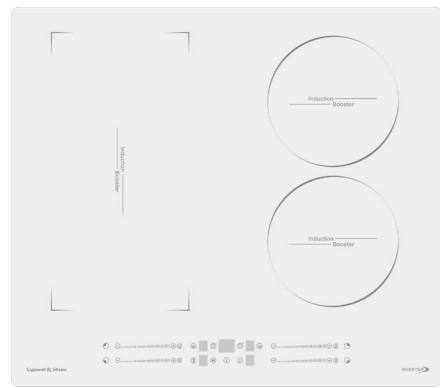 Induction
Booster
Induction
Booster
Induction
Booster
Zigmund & Shtain
INVERTER